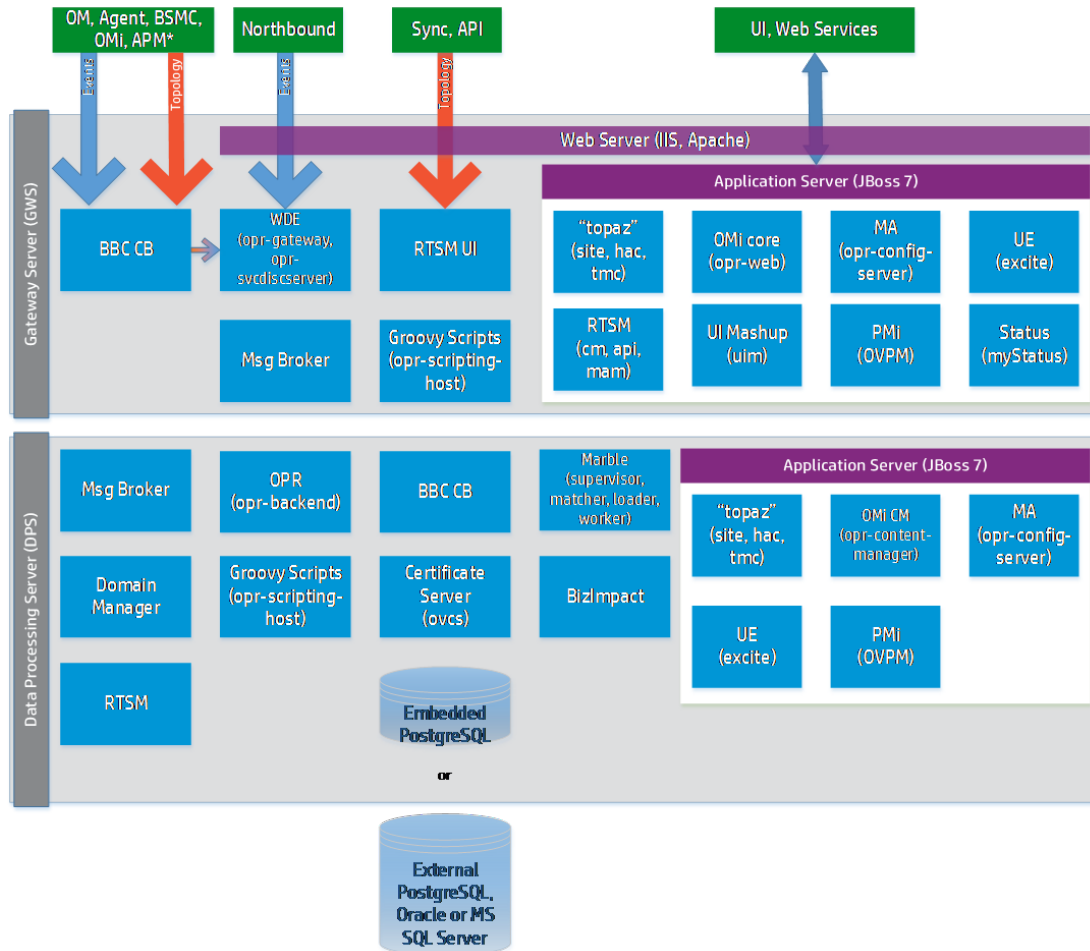 OM, Agent, BSMC,
OMi, APM*
Northbound
Sync, API
UI, Web Services
Events
Topology
Events
Topology
Gateway Server (GWS)
Web Server (IIS, Apache)
Application Server (JBoss 7)
BBC CB
WDE
(opr-gateway,
opr-
svcdiscserver)
RTSM UI
"topaz"
(site, hac,
tmc)
OMi core
(opr-web)
MA
(opr-config-
server)
UE
(excite)
Msg Broker
Groovy Scripts
(opr-scripting-
host)
RTSM
(cm, api,
mam)
UI Mashup
(uim)
PMi
(OVPM)
Status
(myStatus)
Data Processing Server (DPS)
Msg Broker
OPR
(opr-backend)
BBC CB
Marble
(supervisor,
matcher, loader,
worker)
Application Server (JBoss 7)
"topaz"
(site, hac,
tmc)
OMi CM
(opr-content-
manager)
MA
(opr-config-
server)
Domain
Manager
Groovy Scripts
(opr-scripting-
host)
Certificate
Server
(ovcs)
BizImpact
UE
(excite)
PMi
(OVPM)
RTSM
Embedded
PostgreSQL
or
External
PostgreSQL,
Oracle or MS
SQL Server